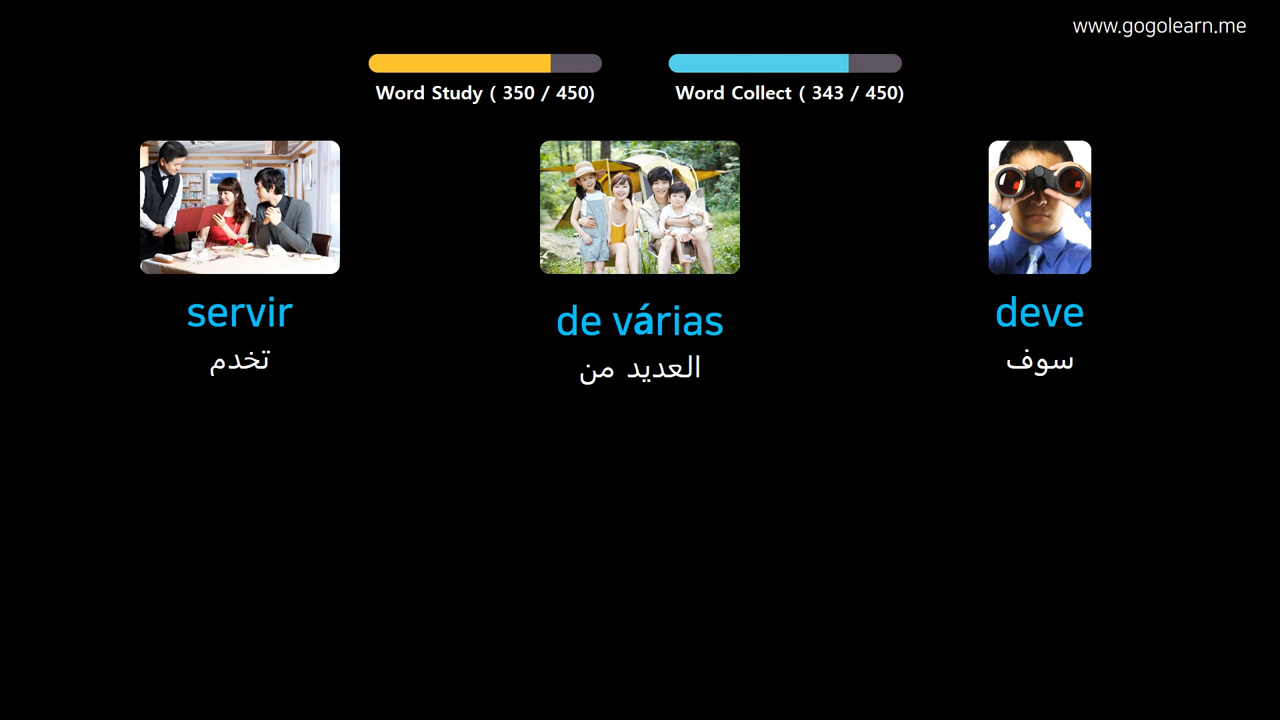 www.gogolearn.me
Word Study ( 350 / 450)
Word Collect ( 343 / 450)
servir
تخدم
de várias
العديد من
deve
سوف